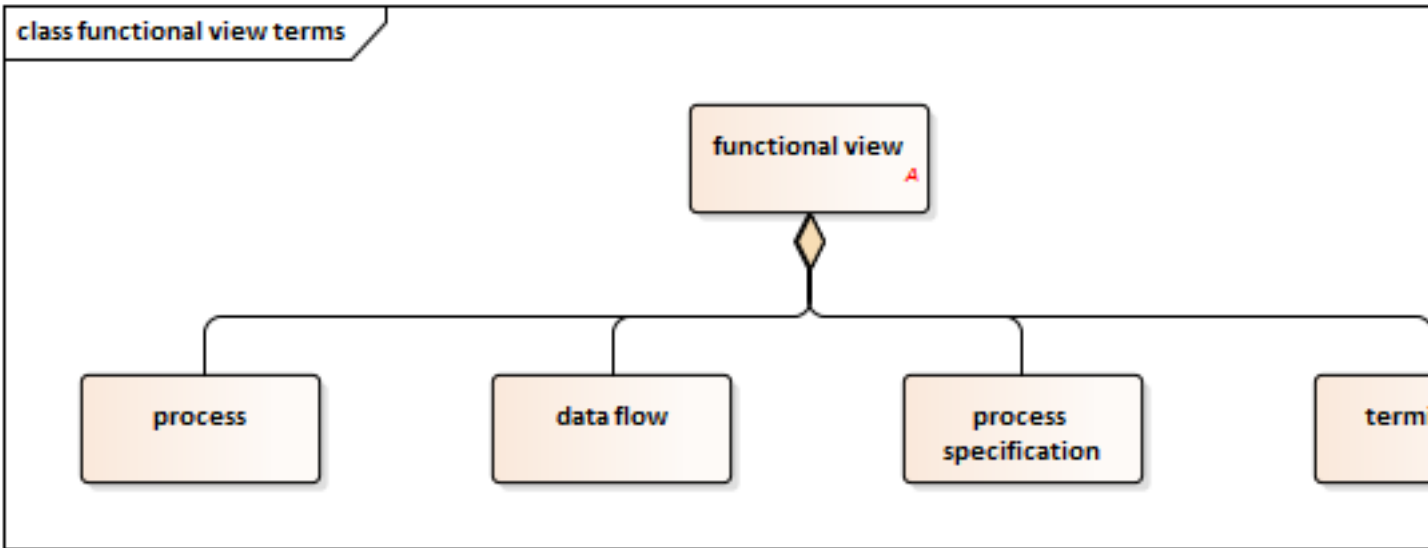 class functional view terms
functional view
A
process
data flow
process
specification